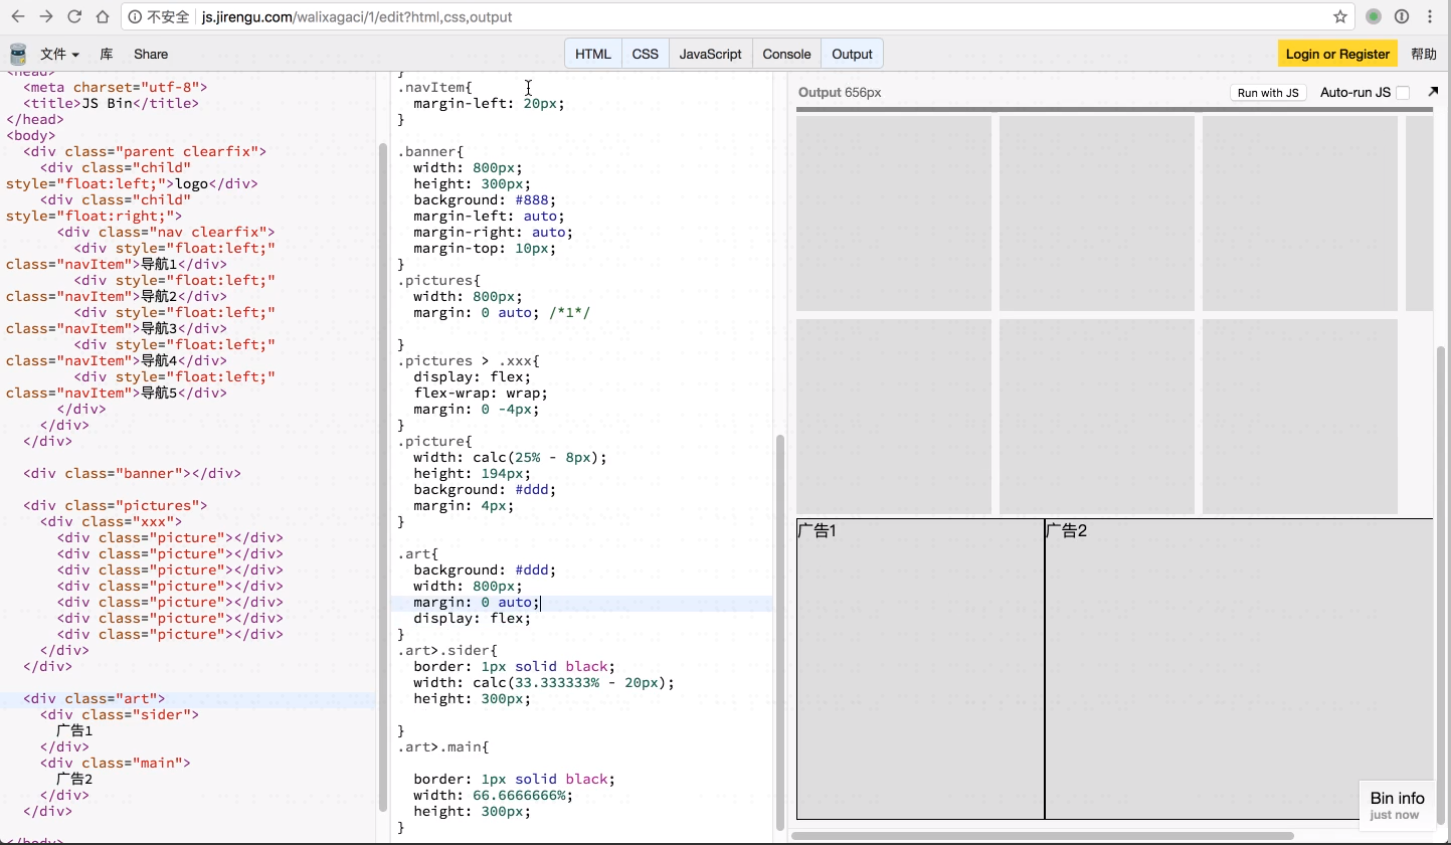 不安全
js.jirengu.com/walixagaci/1/edit?html,css,output
文件 库 Share
HTML CSS JavaScript Console Output
Login or Register 帮助
<head>
<meta charset="utf-8">
<title>JS Bin</title>
</head>
<body>
<div class="parent clearfix">
<div class="child"
style="float:left;">logo</div>
<div class="child"
style="float:right;">
<div class="nav clearfix">
<div style="float:left;"
class="navItem">导航1</div>
<div style="float:left;"
class="navItem">导航2</div>
<div style="float:left;"
class="navItem">导航3</div>
<div style="float:left;"
class="navItem">导航4</div>
<div style="float:left;"
class="navItem">导航5</div>
</div>
</div>
</div>
<div class="banner"></div>
<div class="pictures">
<div class="xxx">
<div class="picture"></div>
<div class="picture"></div>
<div class="picture"></div>
<div class="picture"></div>
<div class="picture"></div>
<div class="picture"></div>
<div class="picture"></div>
</div>
</div>
<div class="art">
<div class="sider">
广告1
</div>
<div class="main">
广告2
</div>
</div>
</body>
}
.navItem{
margin-left: 20px;
}
.banner{
width: 800px;
height: 300px;
background: #888;
margin-left: auto;
margin-right: auto;
margin-top: 10px;
}
.pictures{
width: 800px;
margin: 0 auto; /*1*/
}
.pictures > .xxx{
display: flex;
flex-wrap: wrap;
margin: 0 -4px;
}
.picture{
width: calc(25% - 8px);
height: 194px;
background: #ddd;
margin: 4px;
}
.art{
background: #ddd;
width: 800px;
margin: 0 auto;
display: flex;
}
.art>.sider{
border: 1px solid black;
width: calc(33.333333% - 20px);
height: 300px;
}
.art>.main{
border: 1px solid black;
width: 66.6666666%;
height: 300px;
}
Output 656px
Run with JS Auto-run JS
广告1
广告2
Bin info
just now